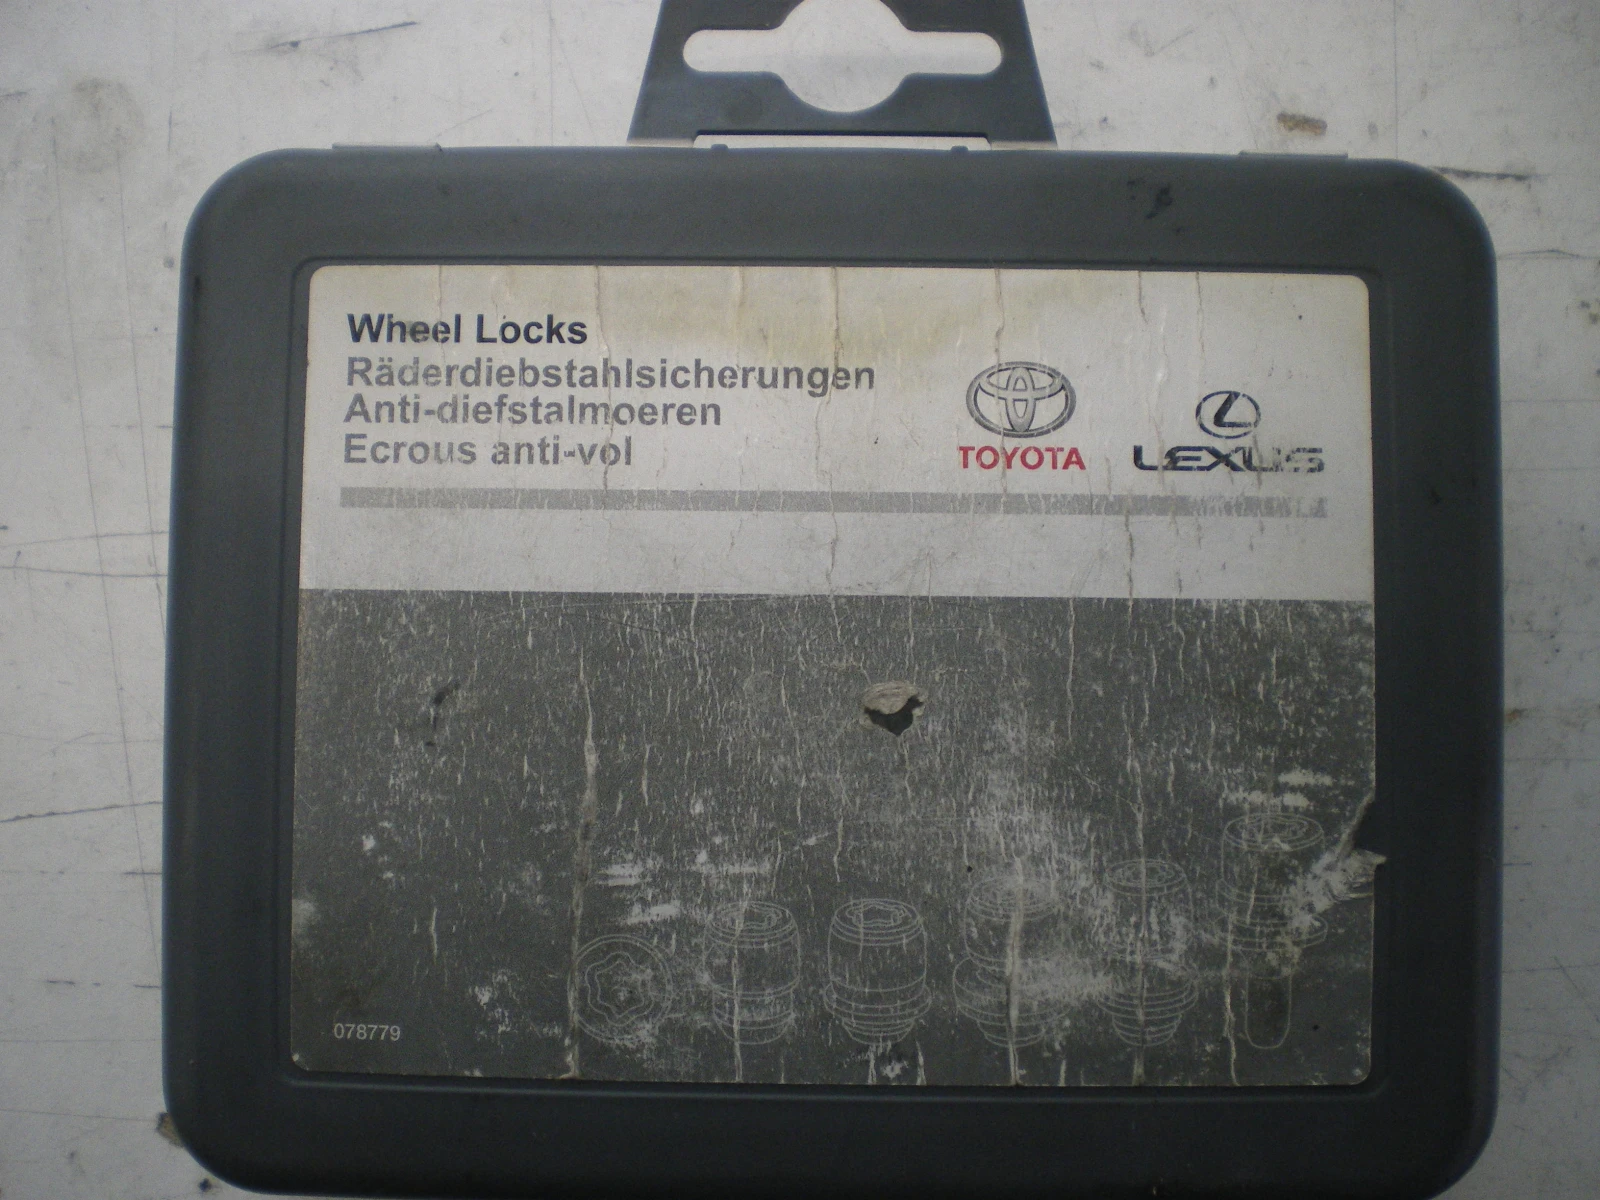 Wheel Locks
Räderdiebstahlsicherungen
Anti-diefstalmoeren
Ecrous anti-vol
TOYOTA
LEXUS
078779